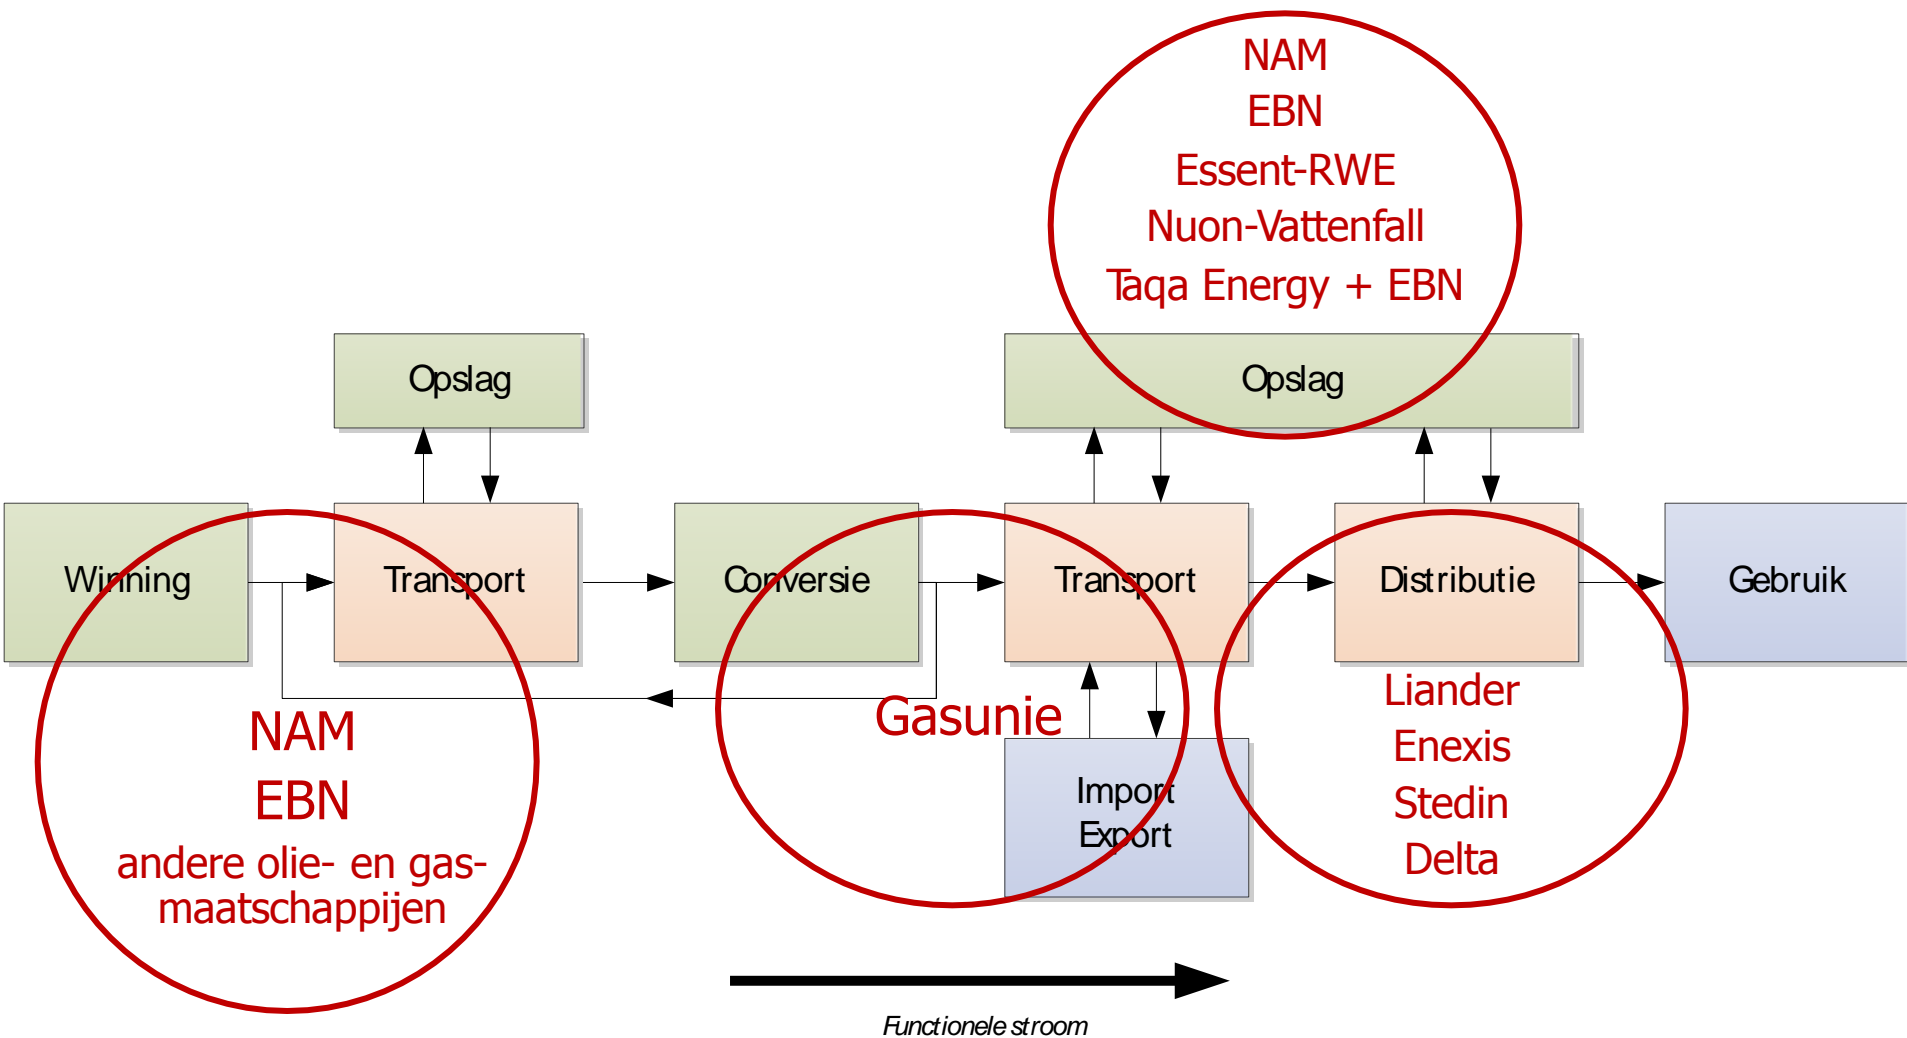 NAM
EBN
Essent-RWE
Nuon-Vattenfall
Taqa Energy + EBN
Opslag
Opslag
Winning
Transport
Conversie
Transport
Distributie
Gebruik
NAM
EBN
andere olie- en gas-
maatschappijen
Gasunie
Import
Export
Liander
Enexis
Stedin
Delta
Functionele stroom